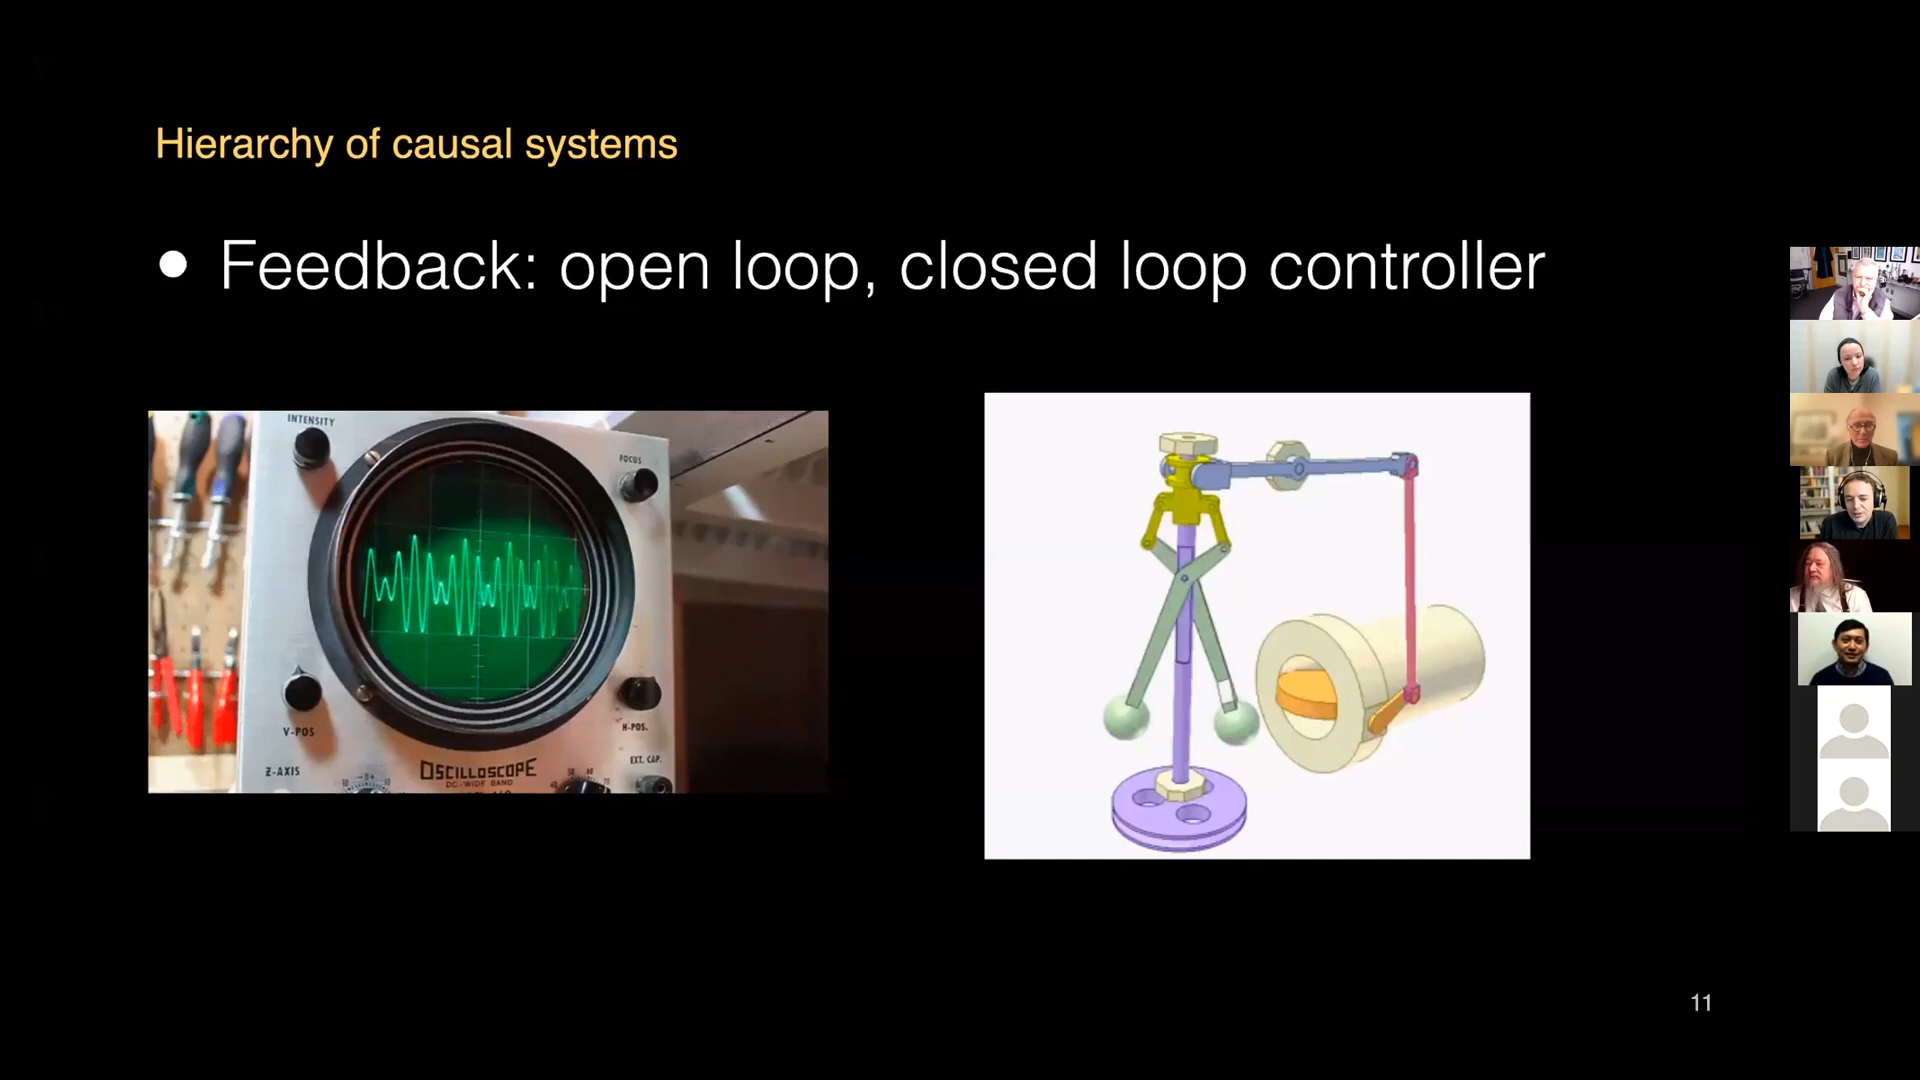 Hierarchy of causal systems
Feedback: open loop, closed loop controller
INTENSITY
FOCUS
V-POS
H-POS.
Z-AXIS
EXT. CAP.
OSCILLOSCOPE
DC-WIDE BAND
11